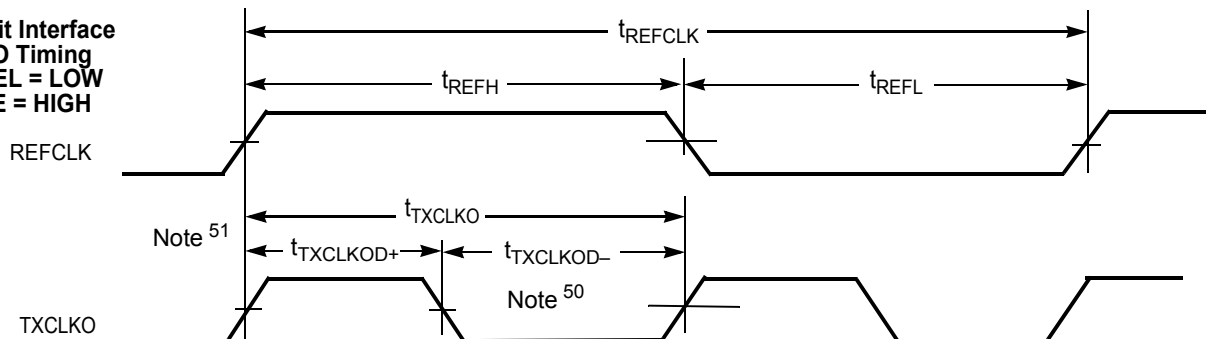 it Interface
Timing
EL = LOW
= HIGH
tREFCLK
tREFH
tREFL
REFCLK
tTXCLKO
Note 51
tTXCLKOD+
tTXCLKOD–
Note 50
TXCLKO